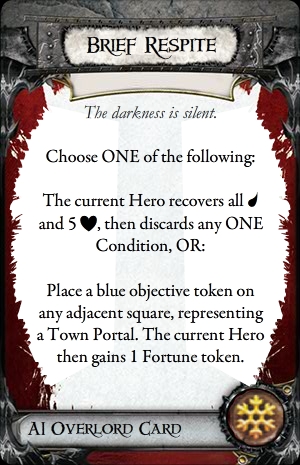 Brief Respite
The darkness is silent.
Choose ONE of the following:
The current Hero recovers all
and 5 , then discards any ONE
Condition, OR:
Place a blue objective token on
any adjacent square, representing
a Town Portal. The current Hero
then gains 1 Fortune token.
AI Overlord Card